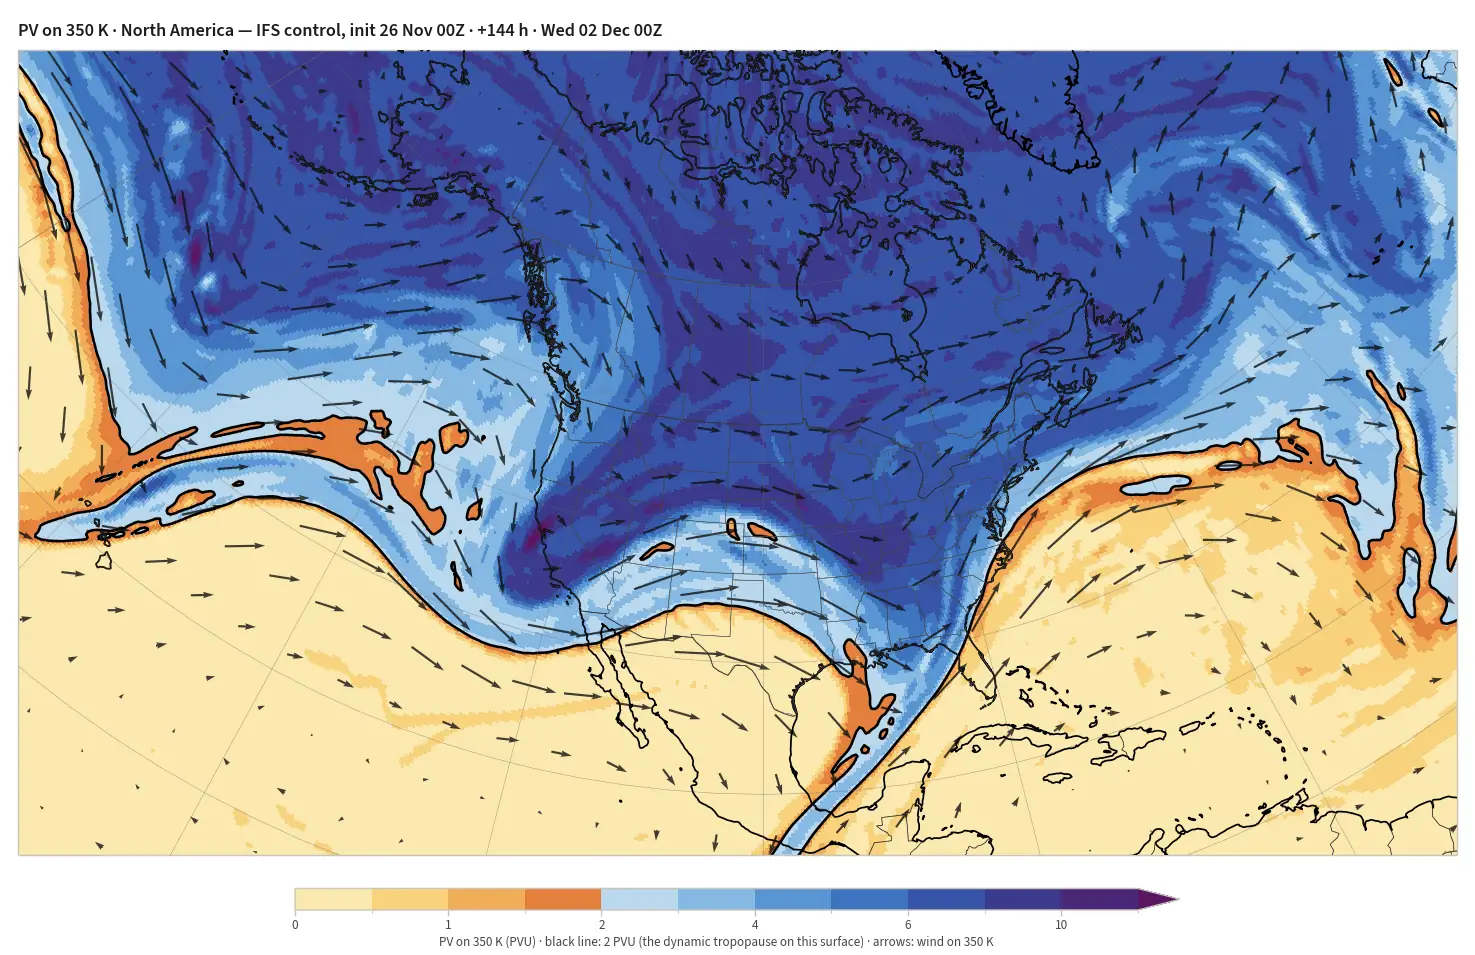 PV on 350 K · North America — IFS control, init 26 Nov 00Z · +144 h · Wed 02 Dec 00Z
0 1 2 4 6 10
PV on 350 K (PVU) · black line: 2 PVU (the dynamic tropopause on this surface) · arrows: wind on 350 K